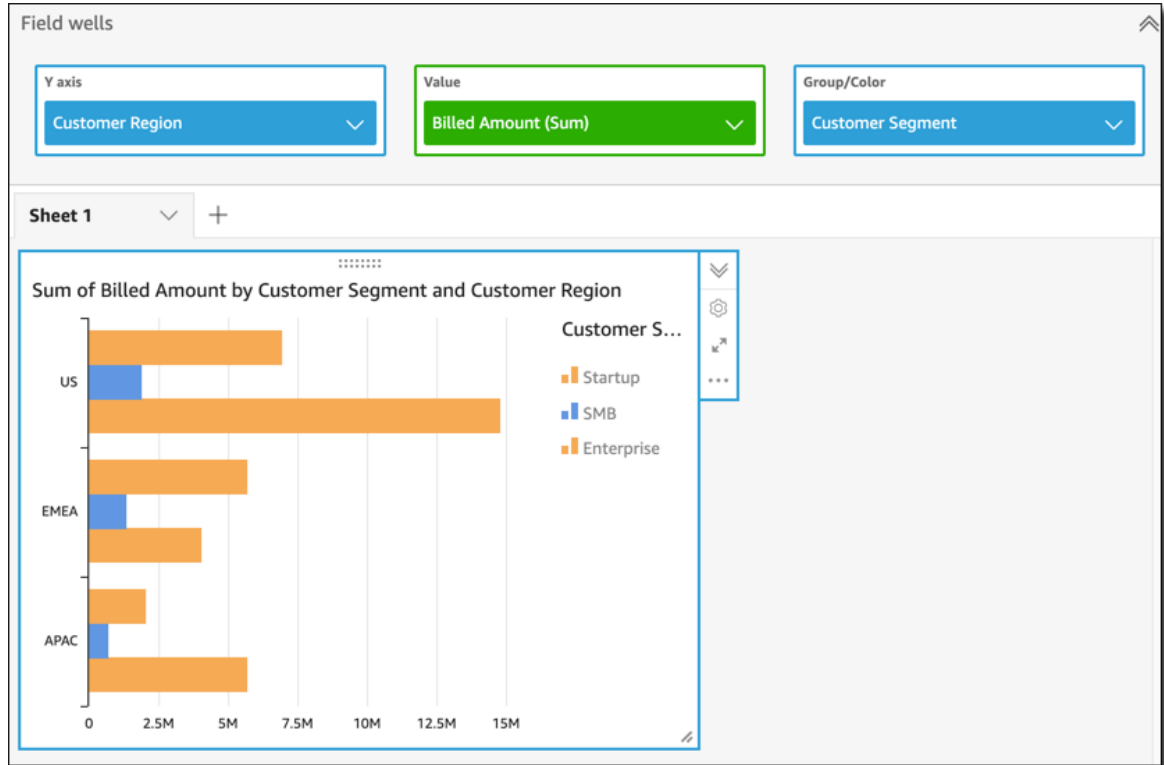 Field wells
Y axis
Customer Region
Value
Billed Amount (Sum)
Group/Color
Customer Segment
Sheet 1
Sum of Billed Amount by Customer Segment and Customer Region
Customer S...
Startup
SMB
Enterprise
US
EMEA
APAC
0 2.5M 5M 7.5M 10M 12.5M 15M